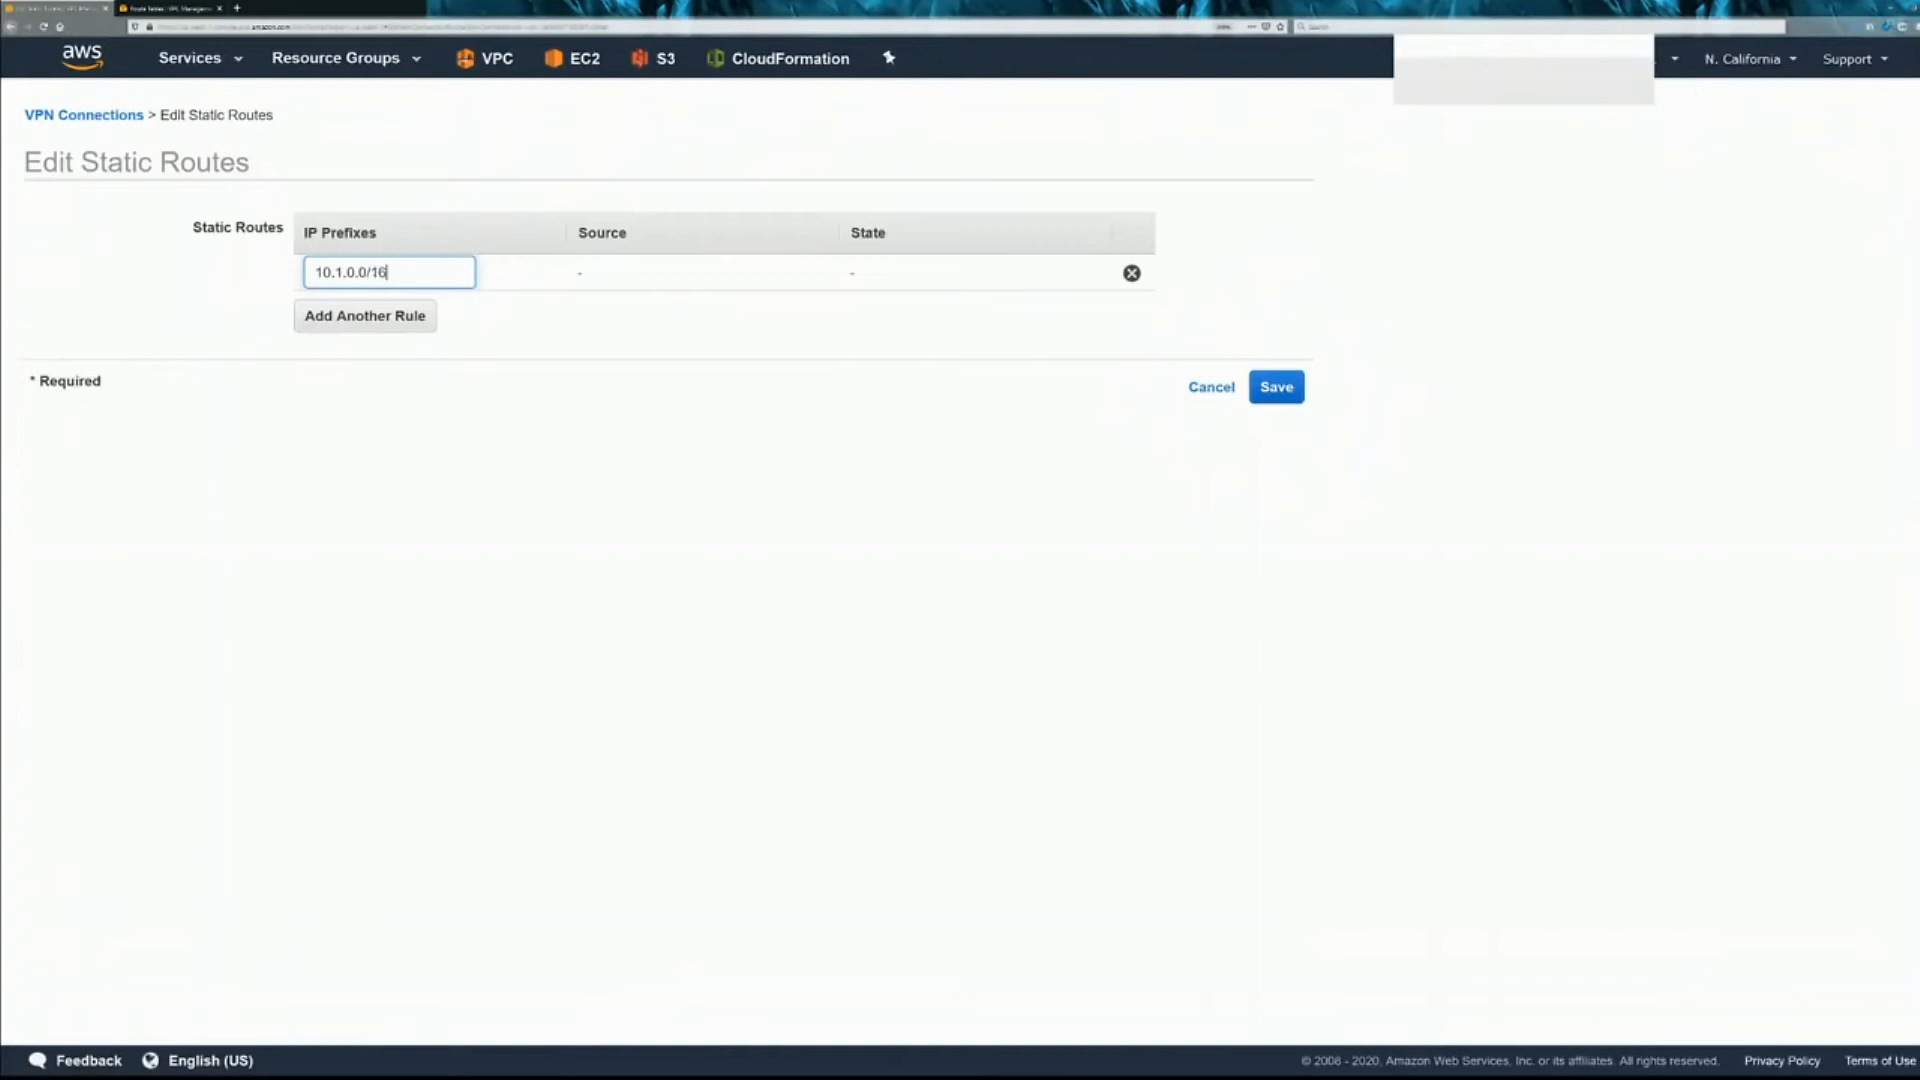 aws Services Resource Groups VPC EC2 S3 CloudFormation N. California Support
VPN Connections > Edit Static Routes
Edit Static Routes
Static Routes IP Prefixes Source State
10.1.0.0/16 - -
Add Another Rule
* Required
Cancel Save
Feedback English (US) © 2008 - 2020, Amazon Web Services, Inc. or its affiliates. All rights reserved. Privacy Policy Terms of Use